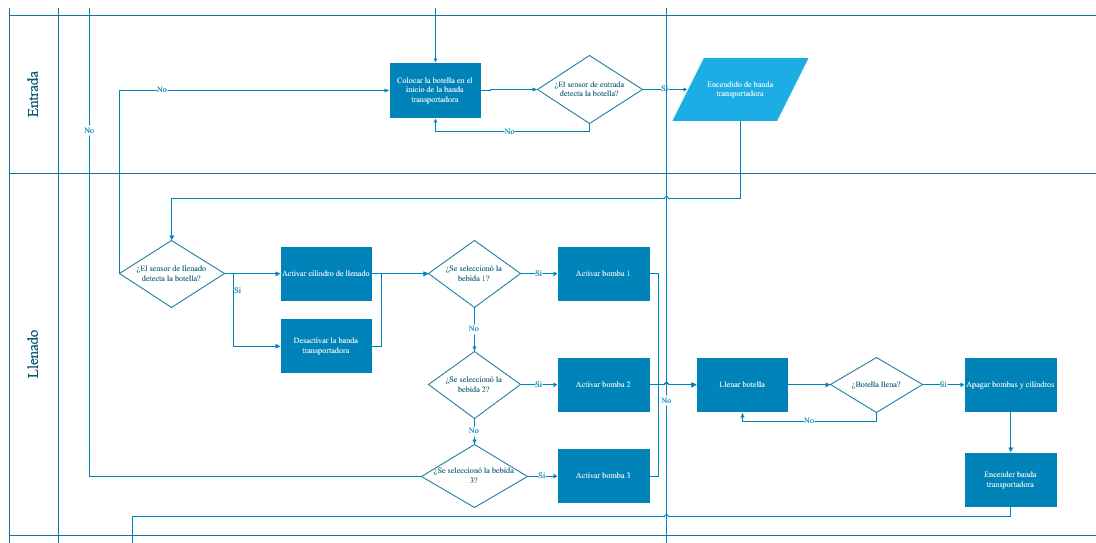 Entrada
No
No
Colocar la botella en el
inicio de la banda
transportadora
¿El sensor de entrada
detecta la botella?
Si
No
Encendido de banda
transportadora
Llenado
¿El sensor de llenado
detecta la botella?
Si
Activar cilindro de llenado
Desactivar la banda
transportadora
¿Se seleccionó la
bebida 1?
Si
Activar bomba 1
No
¿Se seleccionó la
bebida 2?
Si
Activar bomba 2
No
¿Se seleccionó la bebida
3?
Si
Activar bomba 3
No
Llenar botella
¿Botella llena?
Si
No
Apagar bombas y cilindros
Encender banda
transportadora